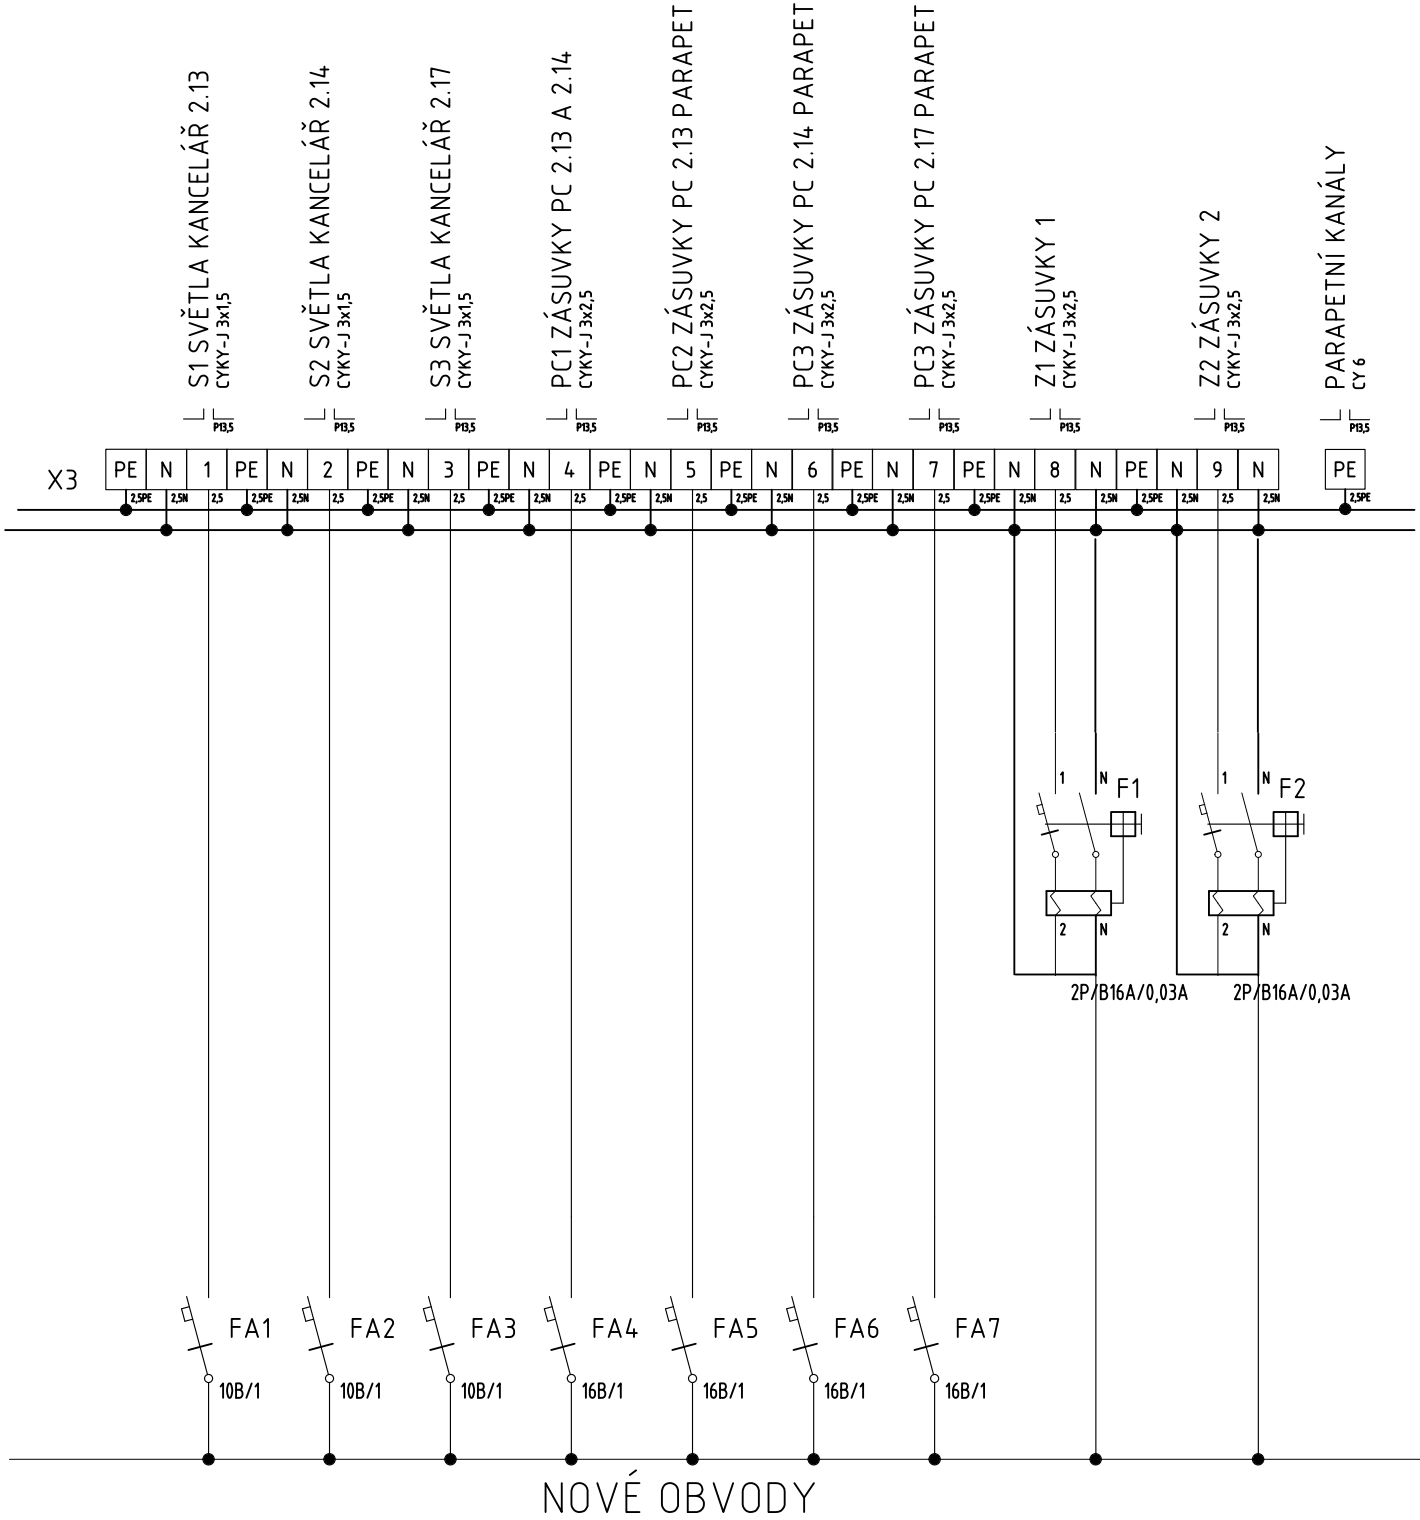 S1 SVĚTLA KANCELÁŘ 2.13
CYKY-J 3x1,5
S2 SVĚTLA KANCELÁŘ 2.14
CYKY-J 3x1,5
S3 SVĚTLA KANCELÁŘ 2.17
CYKY-J 3x1,5
PC1 ZÁSUVKY PC 2.13 A 2.14
CYKY-J 3x2,5
PC2 ZÁSUVKY PC 2.13 PARAPET
CYKY-J 3x2,5
PC3 ZÁSUVKY PC 2.14 PARAPET
CYKY-J 3x2,5
PC3 ZÁSUVKY PC 2.17 PARAPET
CYKY-J 3x2,5
Z1 ZÁSUVKY 1
CYKY-J 3x2,5
Z2 ZÁSUVKY 2
CYKY-J 3x2,5
PARAPETNÍ KANÁLY
CY 6
P13,5 P13,5 P13,5 P13,5 P13,5 P13,5 P13,5 P13,5 P13,5 P13,5
X3 PE N 1 PE N 2 PE N 3 PE N 4 PE N 5 PE N 6 PE N 7 PE N 8 N PE N 9 N PE
2,5PE 2,5N 2,5 2,5PE 2,5N 2,5 2,5PE 2,5N 2,5 2,5PE 2,5N 2,5 2,5PE 2,5N 2,5 2,5PE 2,5N 2,5 2,5PE 2,5N 2,5 2,5PE 2,5N 2,5 2,5N 2,5PE 2,5N 2,5 2,5N 2,5PE
1 N F1 1 N F2
2 N 2 N
2P/B16A/0,03A 2P/B16A/0,03A
FA1 FA2 FA3 FA4 FA5 FA6 FA7
10B/1 10B/1 10B/1 16B/1 16B/1 16B/1 16B/1
NOVÉ OBVODY